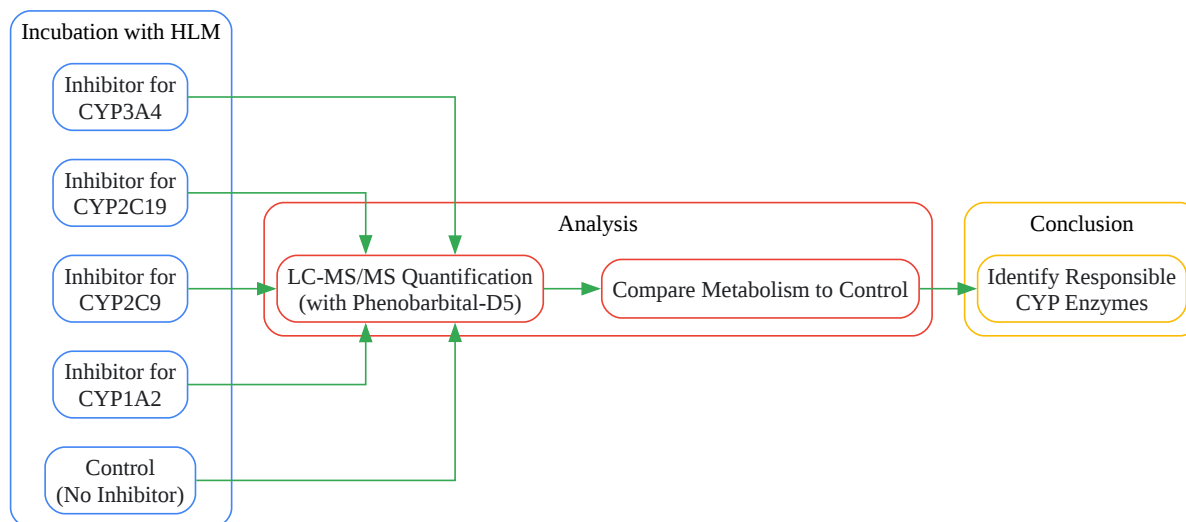 Incubation with HLM
Inhibitor for
CYP3A4
Inhibitor for
CYP2C19
Inhibitor for
CYP2C9
Inhibitor for
CYP1A2
Control
(No Inhibitor)
Analysis
LC-MS/MS Quantification
(with Phenobarbital-D5)
Compare Metabolism to Control
Conclusion
Identify Responsible
CYP Enzymes